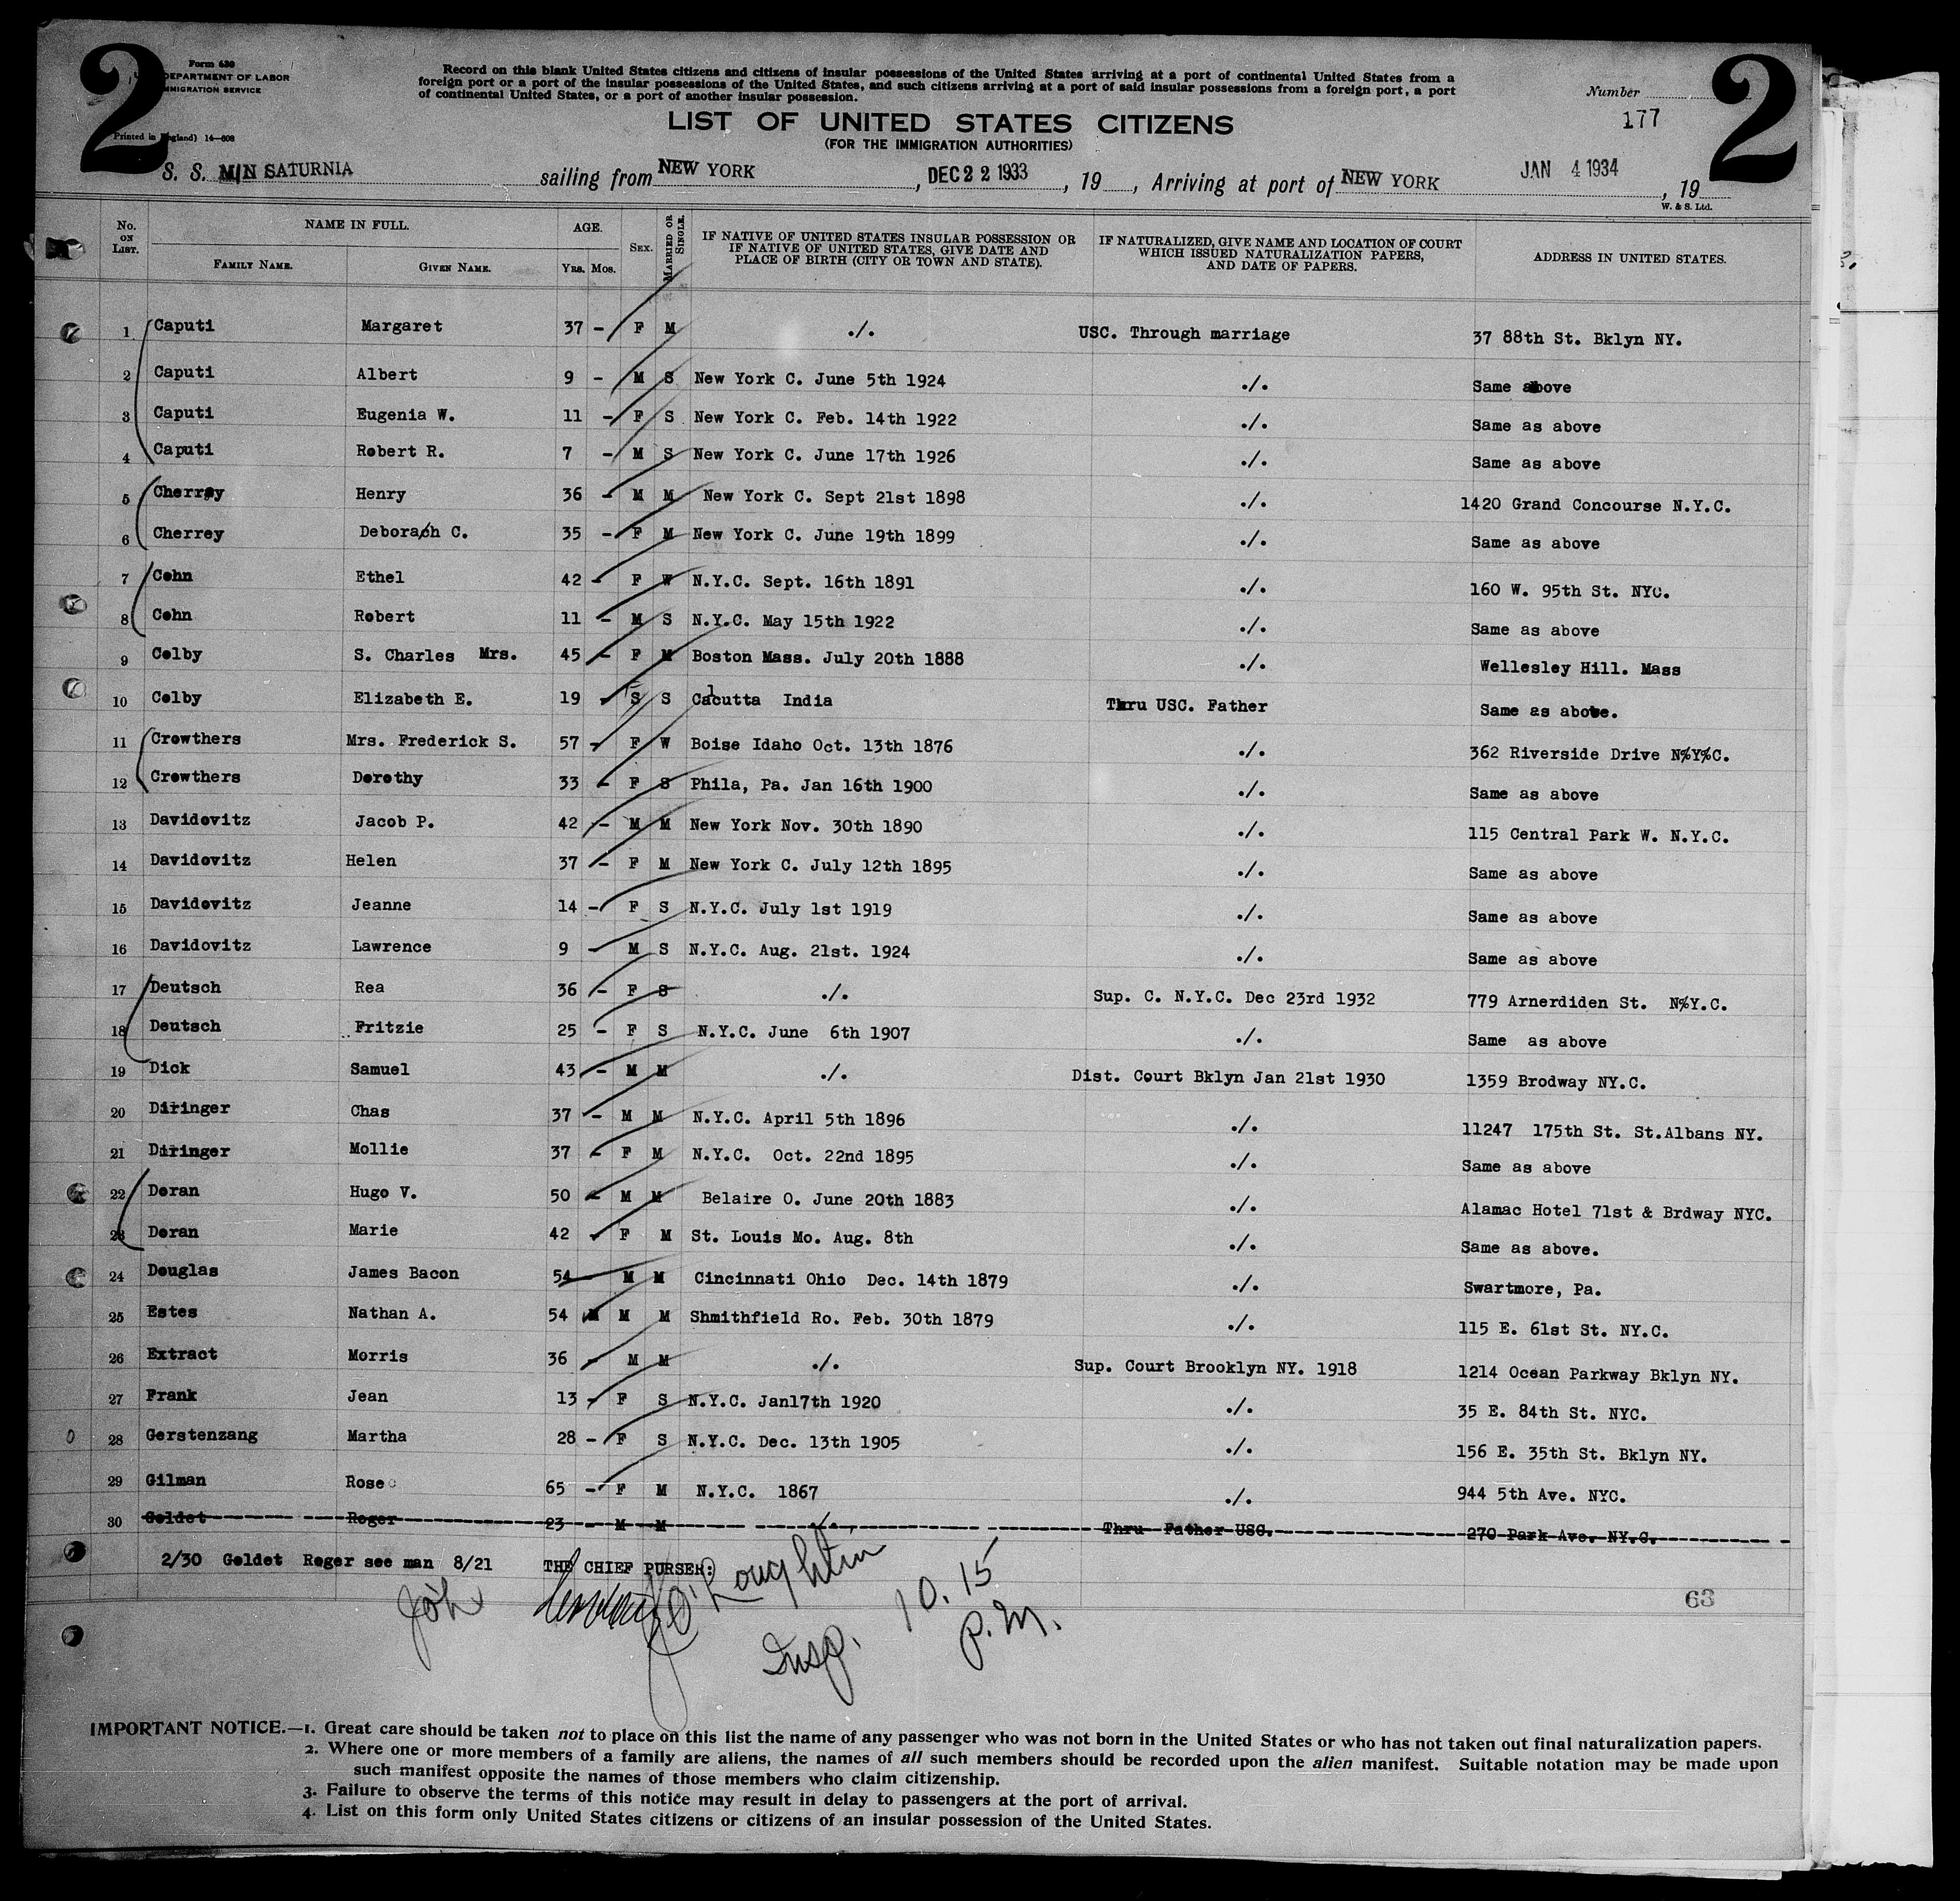 2
2
Form 630
DEPARTMENT OF LABOR
IMMIGRATION SERVICE
Printed in England) 14—608
Record on this blank United States citizens and citizens of insular possessions of the United States arriving at a port of continental United States from a
foreign port or a port of the insular possessions of the United States, and such citizens arriving at a port of said insular possessions from a foreign port, a port
of continental United States, or a port of another insular possession.
Number
177
LIST OF UNITED STATES CITIZENS
(FOR THE IMMIGRATION AUTHORITIES)
S. S. M/N SATURNIA sailing from NEW YORK, DEC 22 1933, 19, Arriving at port of NEW YORK JAN 4 1934, 19
W. & S. Ltd.
No. ON LIST. NAME IN FULL. FAMILY NAME. GIVEN NAME. AGE. YRS. MOS. SEX. MARRIED OR SINGLE. IF NATIVE OF UNITED STATES INSULAR POSSESSION OR IF NATIVE OF UNITED STATES, GIVE DATE AND PLACE OF BIRTH (CITY OR TOWN AND STATE). IF NATURALIZED, GIVE NAME AND LOCATION OF COURT WHICH ISSUED NATURALIZATION PAPERS, AND DATE OF PAPERS. ADDRESS IN UNITED STATES.
1 Caputi Margaret 37 - F M ./. USC. Through marriage 37 88th St. Bklyn NY.
2 Caputi Albert 9 - M S New York C. June 5th 1924 ./. Same above
3 Caputi Eugenia W. 11 - F S New York C. Feb. 14th 1922 ./. Same as above
4 Caputi Robert R. 7 - M S New York C. June 17th 1926 ./. Same as above
5 Cherrey Henry 36 - M M New York C. Sept 21st 1898 ./. 1420 Grand Concourse N.Y.C.
6 Cherrey Deborah C. 35 - F M New York C. June 19th 1899 ./. Same as above
7 Cohn Ethel 42 - F W N.Y.C. Sept. 16th 1891 ./. 160 W. 95th St. NYC.
8 Cohn Robert 11 - M S N.Y.C. May 15th 1922 ./. Same as above
9 Colby S. Charles Mrs. 45 - F M Boston Mass. July 20th 1888 ./. Wellesley Hill. Mass
10 Colby Elizabeth E. 19 - S S Calcutta India Thru USC. Father Same as above.
11 Crowthers Mrs. Frederick S. 57 - F W Boise Idaho Oct. 13th 1876 ./. 362 Riverside Drive N%Y%C.
12 Crowthers Dorothy 33 - F S Phila, Pa. Jan 16th 1900 ./. Same as above
13 Davidovitz Jacob P. 42 - M M New York Nov. 30th 1890 ./. 115 Central Park W. N.Y.C.
14 Davidovitz Helen 37 - F M New York C. July 12th 1895 ./. Same as above
15 Davidovitz Jeanne 14 - F S N.Y.C. July 1st 1919 ./. Same as above
16 Davidovitz Lawrence 9 - M S N.Y.C. Aug. 21st. 1924 ./. Same as above
17 Deutsch Rea 36 - F S ./. Sup. C. N.Y.C. Dec 23rd 1932 779 Arnerdiden St. N%Y.C.
18 Deutsch Fritzie 25 - F S N.Y.C. June 6th 1907 ./. Same as above
19 Dick Samuel 43 - M M ./. Dist. Court Bklyn Jan 21st 1930 1359 Brodway NY.C.
20 Diringer Chas 37 - M M N.Y.C. April 5th 1896 ./. 11247 175th St. St.Albans NY.
21 Diringer Mollie 37 - F M N.Y.C. Oct. 22nd 1895 ./. Same as above
22 Doran Hugo V. 50 - M M Belaire O. June 20th 1883 ./. Alamac Hotel 71st & Brdway NYC.
23 Doran Marie 42 - F M St. Louis Mo. Aug. 8th ./. Same as above.
24 Douglas James Bacon 54 - M M Cincinnati Ohio Dec. 14th 1879 ./. Swartmore, Pa.
25 Estes Nathan A. 54 M M Shmithfield Ro. Feb. 30th 1879 ./. 115 E. 61st St. NY.C.
26 Extract Morris 36 - M M ./. Sup. Court Brooklyn NY. 1918 1214 Ocean Parkway Bklyn NY.
27 Frank Jean 13 - F S N.Y.C. Jan17th 1920 ./. 35 E. 84th St. NYC.
28 Gerstenzang Martha 28 - F S N.Y.C. Dec. 13th 1905 ./. 156 E. 35th St. Bklyn NY.
29 Gilman Rose 65 - F M N.Y.C. 1867 ./. 944 5th Ave. NYC.
30 Goldet Roger 23 - M M ./. Thru Father USC. 270 Park Ave. NY.C.
2/30 Goldet Roger see man 8/21 THE CHIEF PURSER:
J O'Loughlin
Insp.
10.15
P.M.
63
IMPORTANT NOTICE.—1. Great care should be taken not to place on this list the name of any passenger who was not born in the United States or who has not taken out final naturalization papers.
2. Where one or more members of a family are aliens, the names of all such members should be recorded upon the alien manifest. Suitable notation may be made upon
such manifest opposite the names of those members who claim citizenship.
3. Failure to observe the terms of this notice may result in delay to passengers at the port of arrival.
4. List on this form only United States citizens or citizens of an insular possession of the United States.